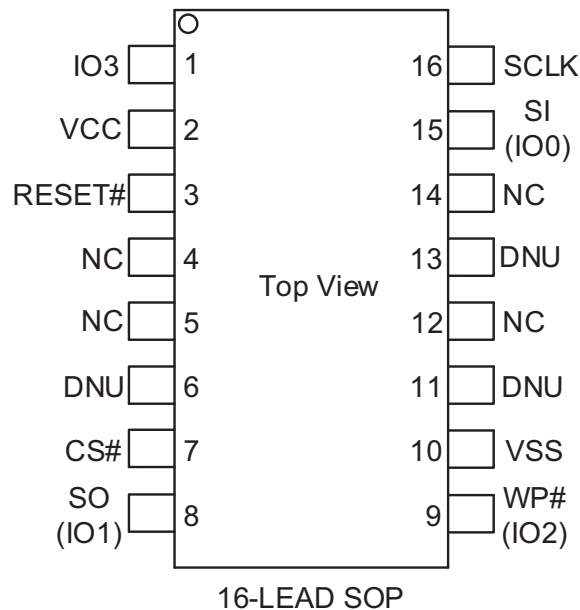 IO3 1 16 SCLK
VCC 2 15 SI
(IO0)
RESET# 3 14 NC
NC 4 13 DNU
Top View
NC 5 12 NC
DNU 6 11 DNU
CS# 7 10 VSS
SO 8 9 WP#
(IO1) (IO2)
16-LEAD SOP